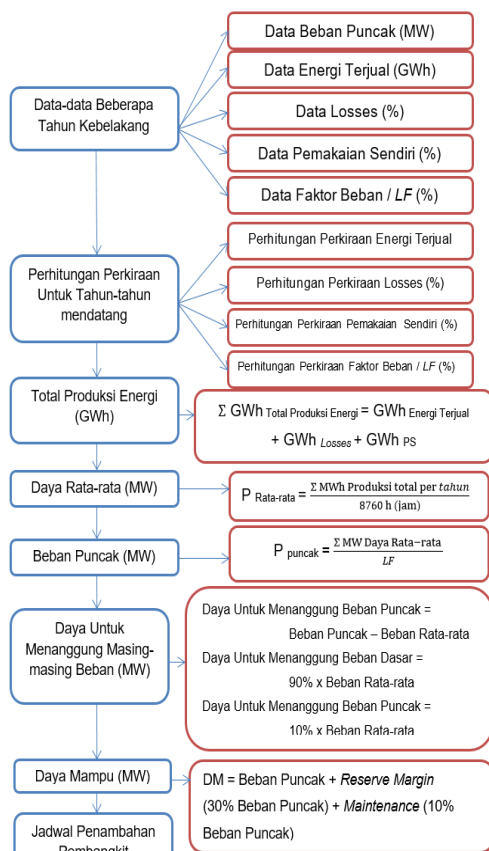 Data Beban Puncak (MW)
Data Energi Terjual (GWh)
Data Losses (%)
Data Pemakaian Sendiri (%)
Data Faktor Beban / LF (%)
Data-data Beberapa
Tahun Kebelakang
Perhitungan Perkiraan
Untuk Tahun-tahun
mendatang
Perhitungan Perkiraan Energi Terjual
Perhitungan Perkiraan Losses (%)
Perhitungan Perkiraan Pemakaian Sendiri (%)
Perhitungan Perkiraan Faktor Beban / LF (%)
Total Produksi Energi
(GWh)
Σ GWh Total Produksi Energi = GWh Energi Terjual
+ GWh Losses + GWh PS
Daya Rata-rata (MW)
P Rata-rata = Σ MWh Produksi total per tahun
8760 h (jam)
Beban Puncak (MW)
P puncak = Σ MW Daya Rata−rata
LF
Daya Untuk
Menanggung Masing-
masing Beban (MW)
Daya Untuk Menanggung Beban Puncak =
Beban Puncak – Beban Rata-rata
Daya Untuk Menanggung Beban Dasar =
90% x Beban Rata-rata
Daya Untuk Menanggung Beban Puncak =
10% x Beban Rata-rata
Daya Mampu (MW)
DM = Beban Puncak + Reserve Margin
(30% Beban Puncak) + Maintenance (10%
Beban Puncak)
Jadwal Penambahan
Pembangkit